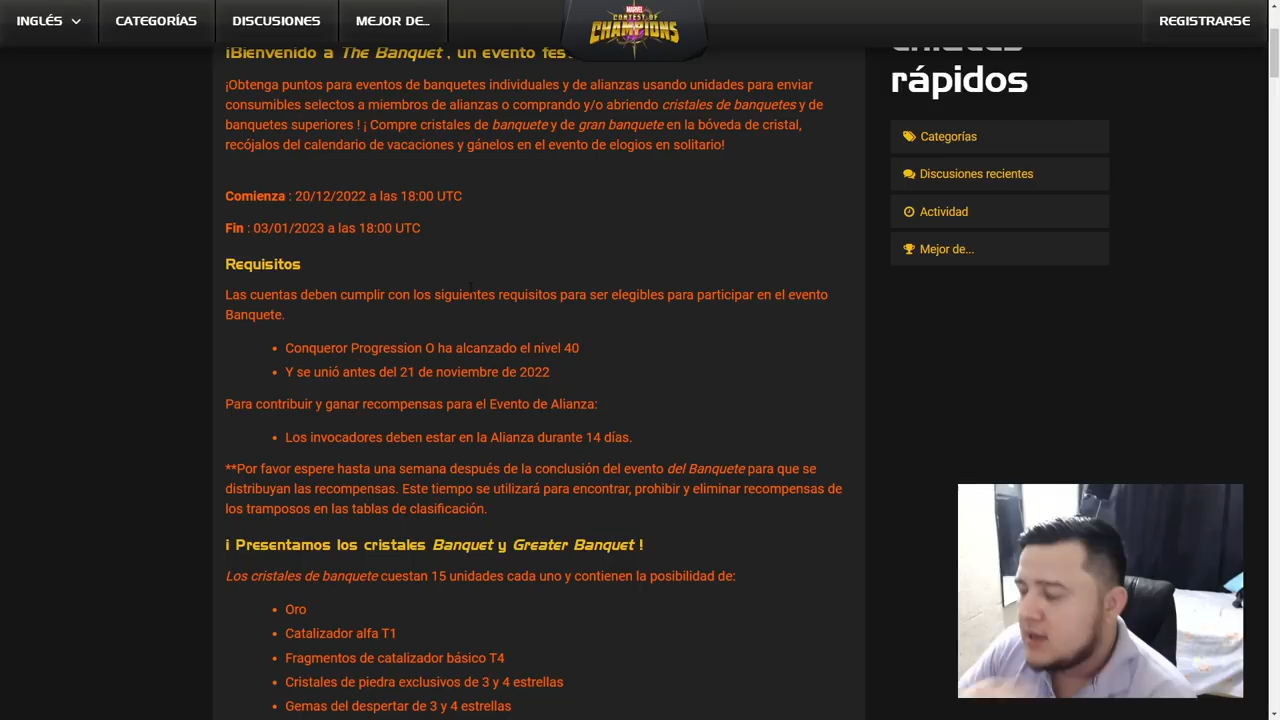 INGLÉS
CATEGORÍAS
DISCUSIONES
MEJOR DE...
MARVEL
CONTEST OF
CHAMPIONS
REGISTRARSE
¡Bienvenido a The Banquet , un evento
rápidos
¡Obtenga puntos para eventos de banquetes individuales y de alianzas usando unidades para enviar
consumibles selectos a miembros de alianzas o comprando y/o abriendo cristales de banquetes y de
banquetes superiores ! ¡ Compre cristales de banquete y de gran banquete en la bóveda de cristal,
recójalos del calendario de vacaciones y gánelos en el evento de elogios en solitario!
Comienza : 20/12/2022 a las 18:00 UTC
Fin : 03/01/2023 a las 18:00 UTC
Requisitos
Las cuentas deben cumplir con los siguientes requisitos para ser elegibles para participar en el evento
Banquete.
• Conqueror Progression O ha alcanzado el nivel 40
• Y se unió antes del 21 de noviembre de 2022
Para contribuir y ganar recompensas para el Evento de Alianza:
• Los invocadores deben estar en la Alianza durante 14 días.
**Por favor espere hasta una semana después de la conclusión del evento del Banquete para que se
distribuyan las recompensas. Este tiempo se utilizará para encontrar, prohibir y eliminar recompensas de
los tramposos en las tablas de clasificación.
¡ Presentamos los cristales Banquet y Greater Banquet !
Los cristales de banquete cuestan 15 unidades cada uno y contienen la posibilidad de:
• Oro
• Catalizador alfa T1
• Fragmentos de catalizador básico T4
• Cristales de piedra exclusivos de 3 y 4 estrellas
• Gemas del despertar de 3 y 4 estrellas
Categorías
Discusiones recientes
Actividad
Mejor de...